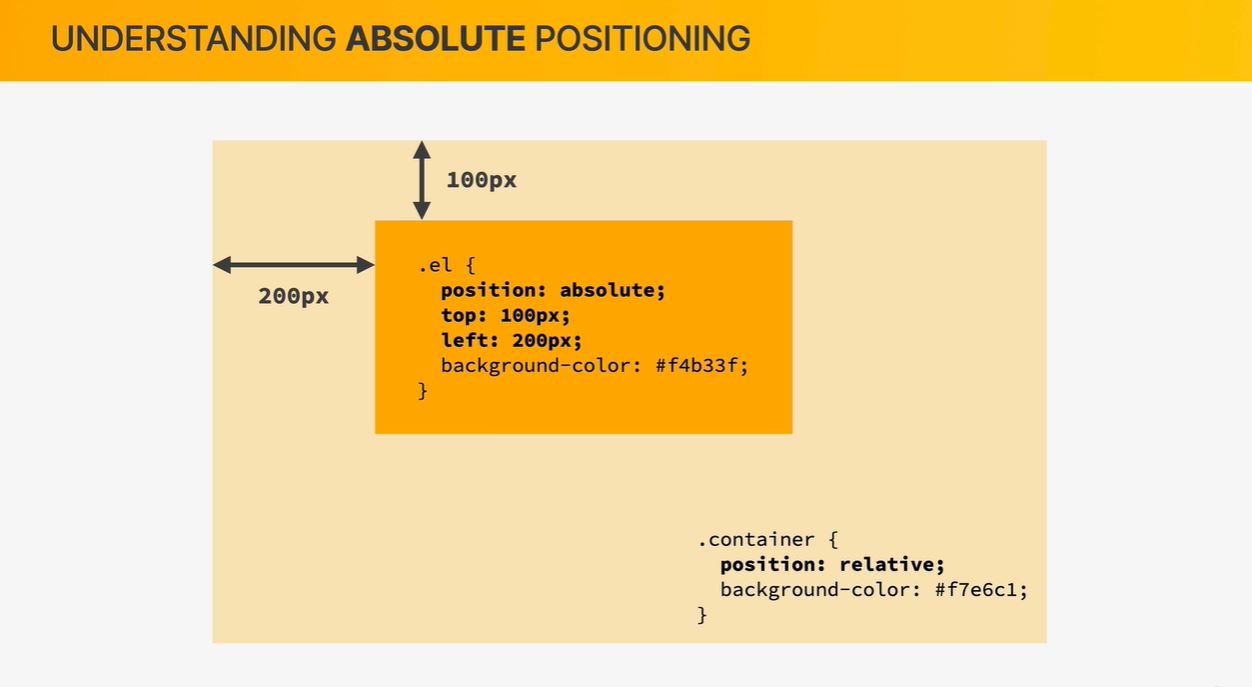 UNDERSTANDING ABSOLUTE POSITIONING
100px
200px
.el {
position: absolute;
top: 100px;
left: 200px;
background-color: #f4b33f;
}
.container {
position: relative;
background-color: #f7e6c1;
}